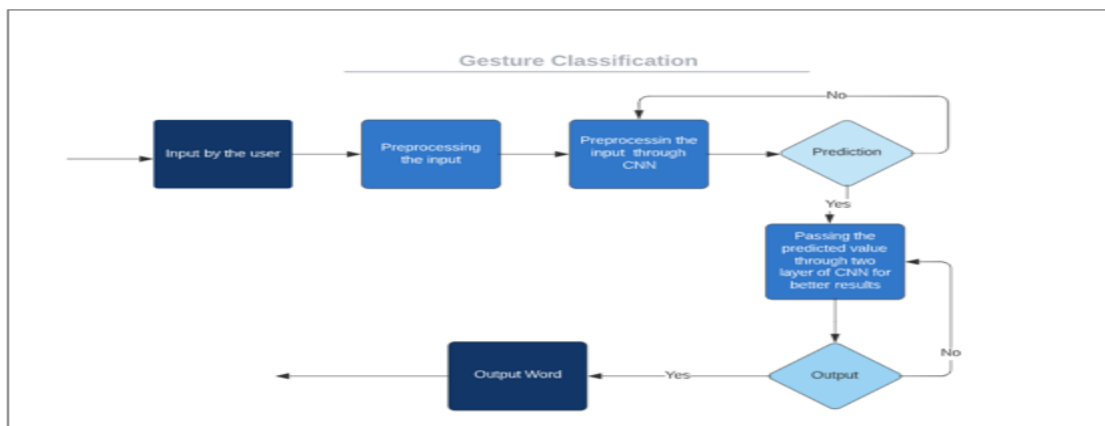 Gesture Classification
No
Input by the user
Preprocessing
the input
Preprocessin the
input through
CNN
Prediction
Yes
Passing the
predicted value
through two
layer of CNN for
better results
No
Output Word
Yes
Output